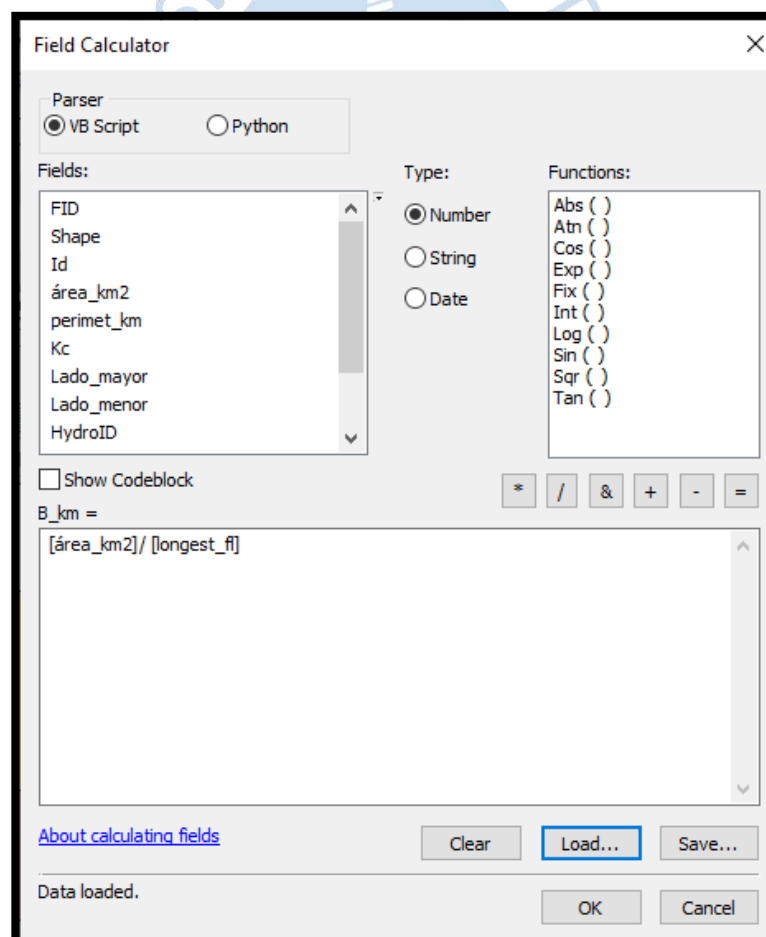 Field Calculator
Parser
VB Script
Python
Fields:
Type:
Functions:
FID
Shape
Id
área_km2
perimet_km
Kc
Lado_mayor
Lado_menor
HydroID
Number
String
Date
Abs ( )
Atn ( )
Cos ( )
Exp ( )
Fix ( )
Int ( )
Log ( )
Sin ( )
Sqr ( )
Tan ( )
Show Codeblock
* / & + - =
B_km =
[área_km2]/ [longest_fl]
About calculating fields
Clear
Load...
Save...
Data loaded.
OK
Cancel